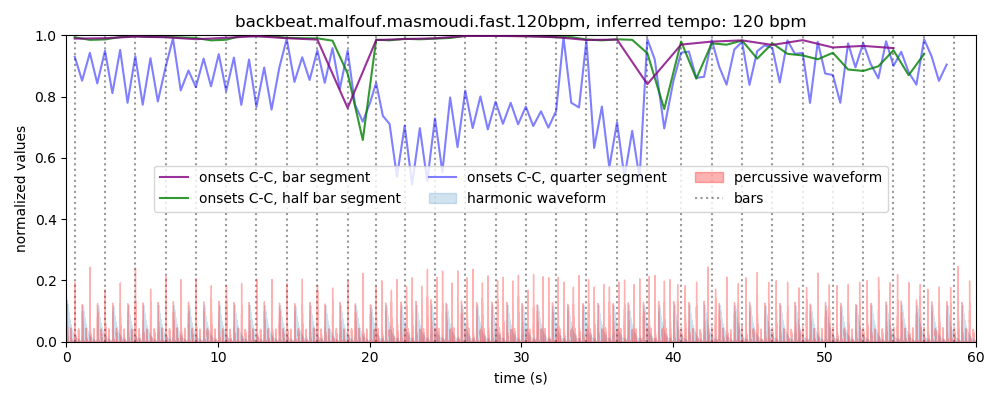 backbeat.malfouf.masmoudi.fast.120bpm, inferred tempo: 120 bpm
normalized values
1.0
0.8
0.6
0.4
0.2
0.0
onsets C-C, bar segment
onsets C-C, half bar segment
onsets C-C, quarter segment
harmonic waveform
percussive waveform
bars
0 10 20 30 40 50 60
time (s)